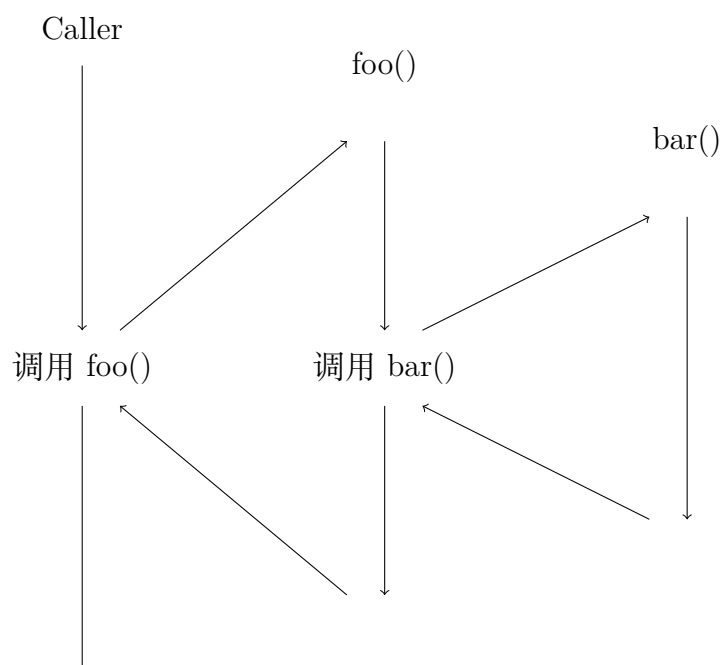 Caller
foo()
bar()
调用 foo()
调用 bar()